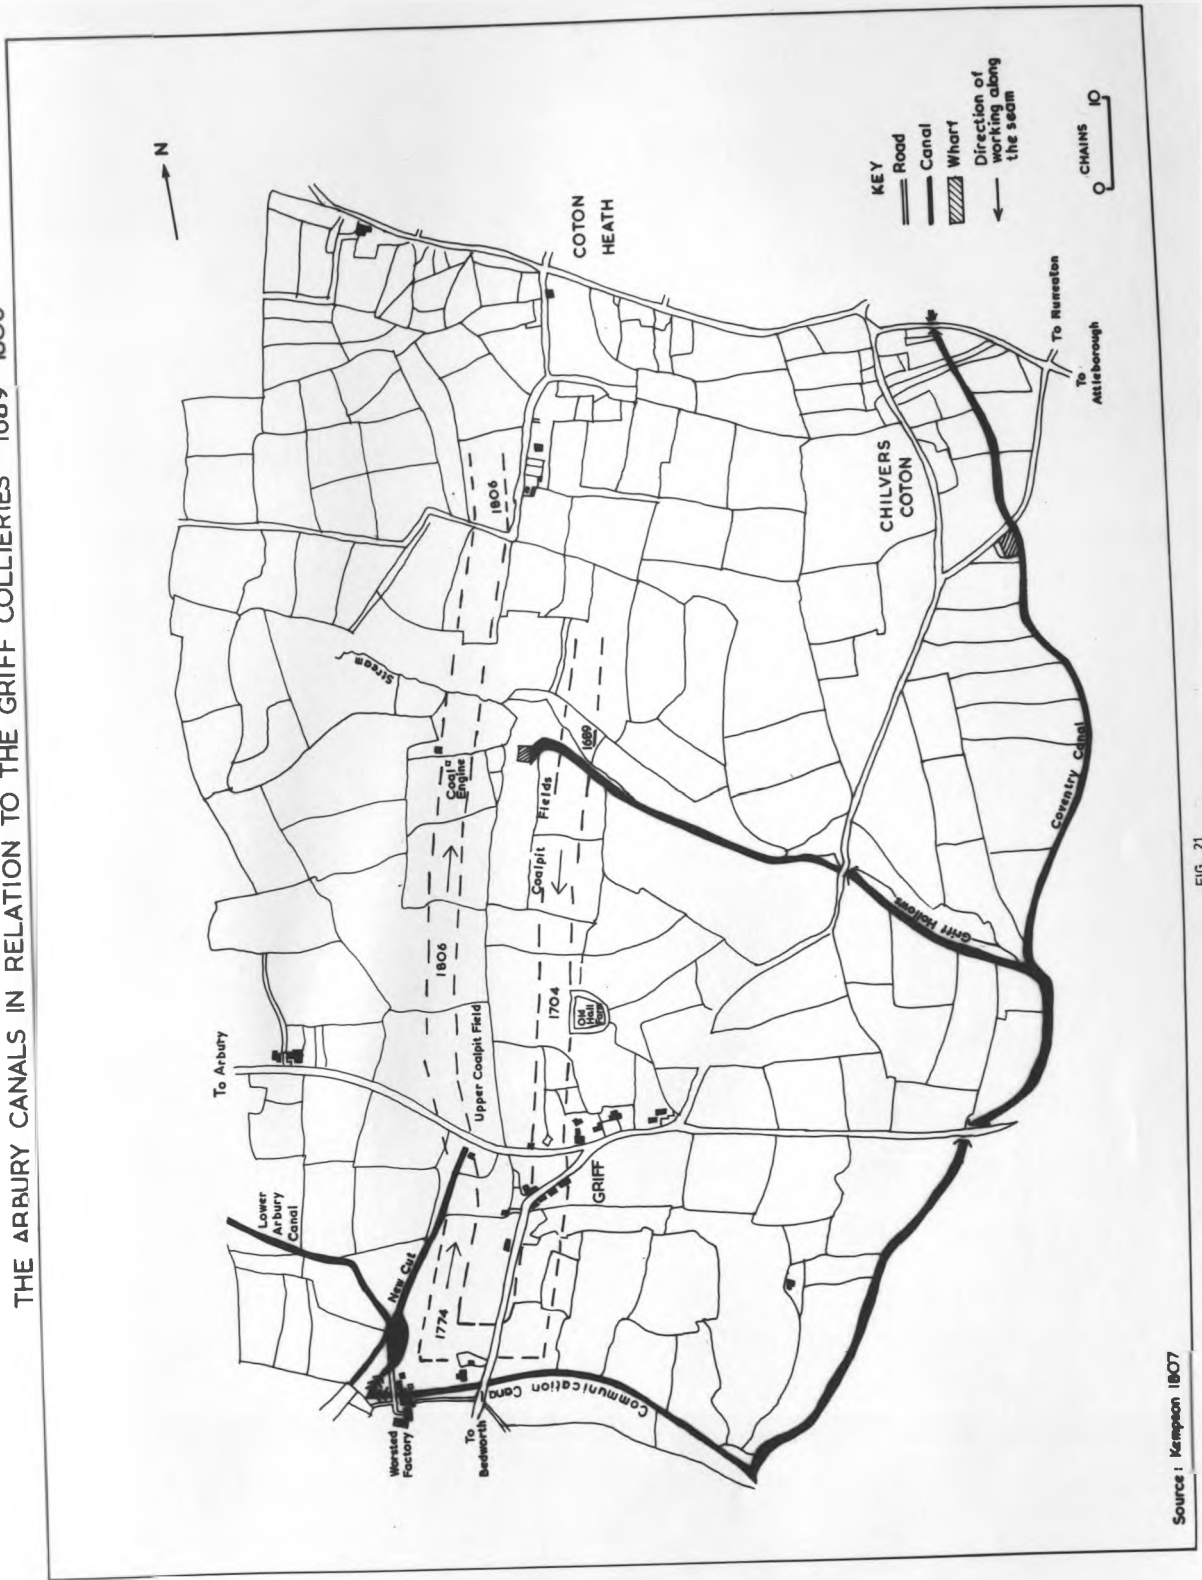 THE ARBURY CANALS IN RELATION TO THE GRIFF COLLIERIES
N
COTON
HEATH
KEY
Road
Canal
Wharf
Direction of
working along
the seam
CHAINS
0 10
To Nuneaton
To
Attleborough
CHILVERS
COTON
1806
Stream
Coal
Engine
1689
Coalpit Fields
1806
1704
Old
Hall
Farm
Upper Coalpit Field
To Arbury
Griff Hollows
Coventry Canal
GRIFF
Lower
Arbury
Canal
New Cut
1774
Communication Cana
Worsted
Factory
To
Bedworth
Source: Kempson 1807
FIG. 21